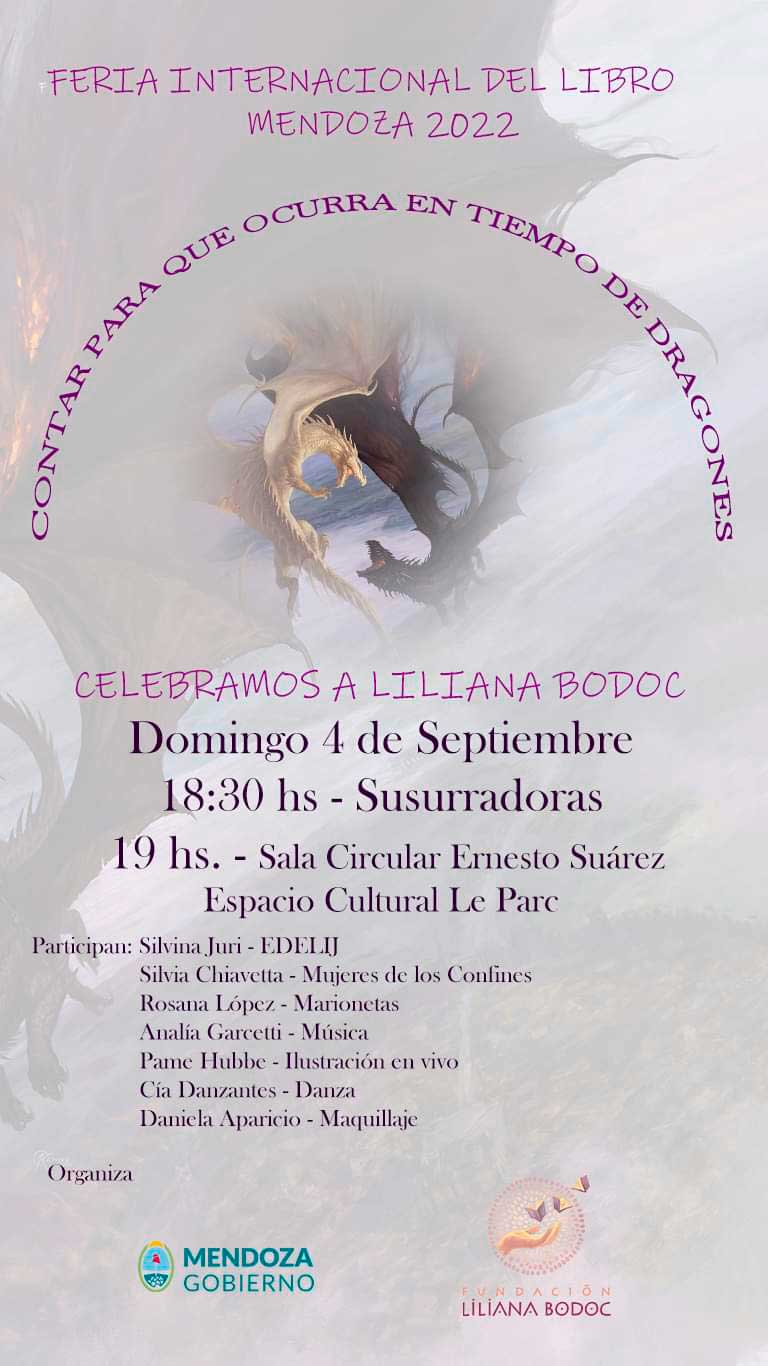 FERIA INTERNACIONAL DEL LIBRO
MENDOZA 2022
CONTAR PARA QUE OCURRA EN TIEMPO DE DRAGONES
CELEBRAMOS A LILIANA BODOC
Domingo 4 de Septiembre
18:30 hs - Susurradoras
19 hs. - Sala Circular Ernesto Suárez
Espacio Cultural Le Parc
Participan: Silvina Juri - EDELIJ
Silvia Chiavetta - Mujeres de los Confines
Rosana López - Marionetas
Analía Garcetti - Música
Pame Hubbe - Ilustración en vivo
Cía Danzantes - Danza
Daniela Aparicio - Maquillaje
Organiza
MENDOZA
GOBIERNO
FUNDACIÓN
LILIANA BODOC